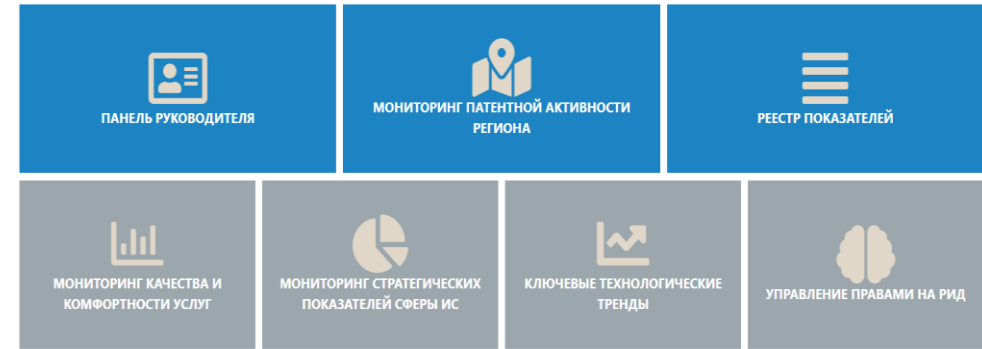 ПАНЕЛЬ РУКОВОДИТЕЛЯ
МОНИТОРИНГ ПАТЕНТНОЙ АКТИВНОСТИ
РЕГИОНА
РЕЕСТР ПОКАЗАТЕЛЕЙ
МОНИТОРИНГ КАЧЕСТВА И
КОМФОРТНОСТИ УСЛУГ
МОНИТОРИНГ СТРАТЕГИЧЕСКИХ
ПОКАЗАТЕЛЕЙ СФЕРЫ ИС
КЛЮЧЕВЫЕ ТЕХНОЛОГИЧЕСКИЕ
ТРЕНДЫ
УПРАВЛЕНИЕ ПРАВАМИ НА РИД